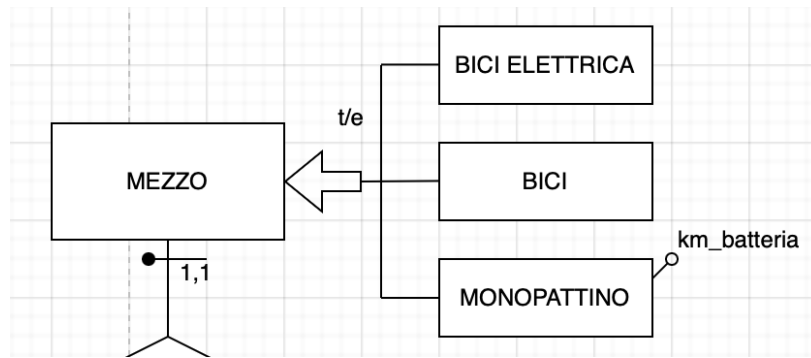 BICI ELETTRICA
t/e
MEZZO
BICI
km_batteria
1,1
MONOPATTINO